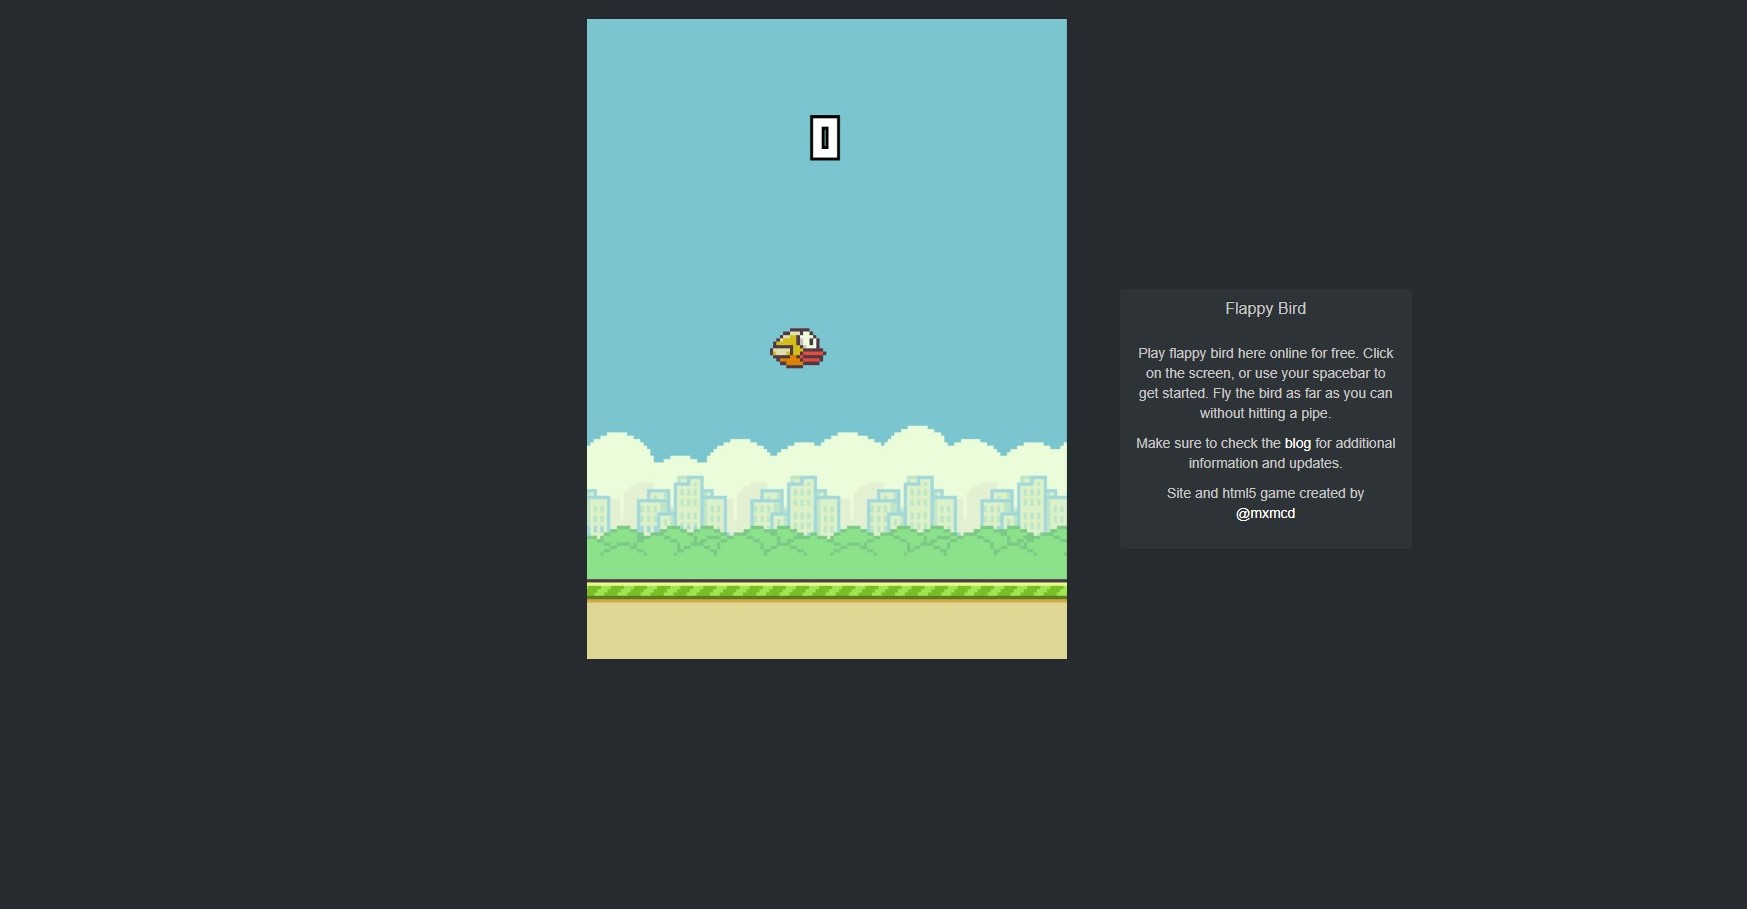 0
Flappy Bird
Play flappy bird here online for free. Click
on the screen, or use your spacebar to
get started. Fly the bird as far as you can
without hitting a pipe.
Make sure to check the blog for additional
information and updates.
Site and html5 game created by
@mxmcd